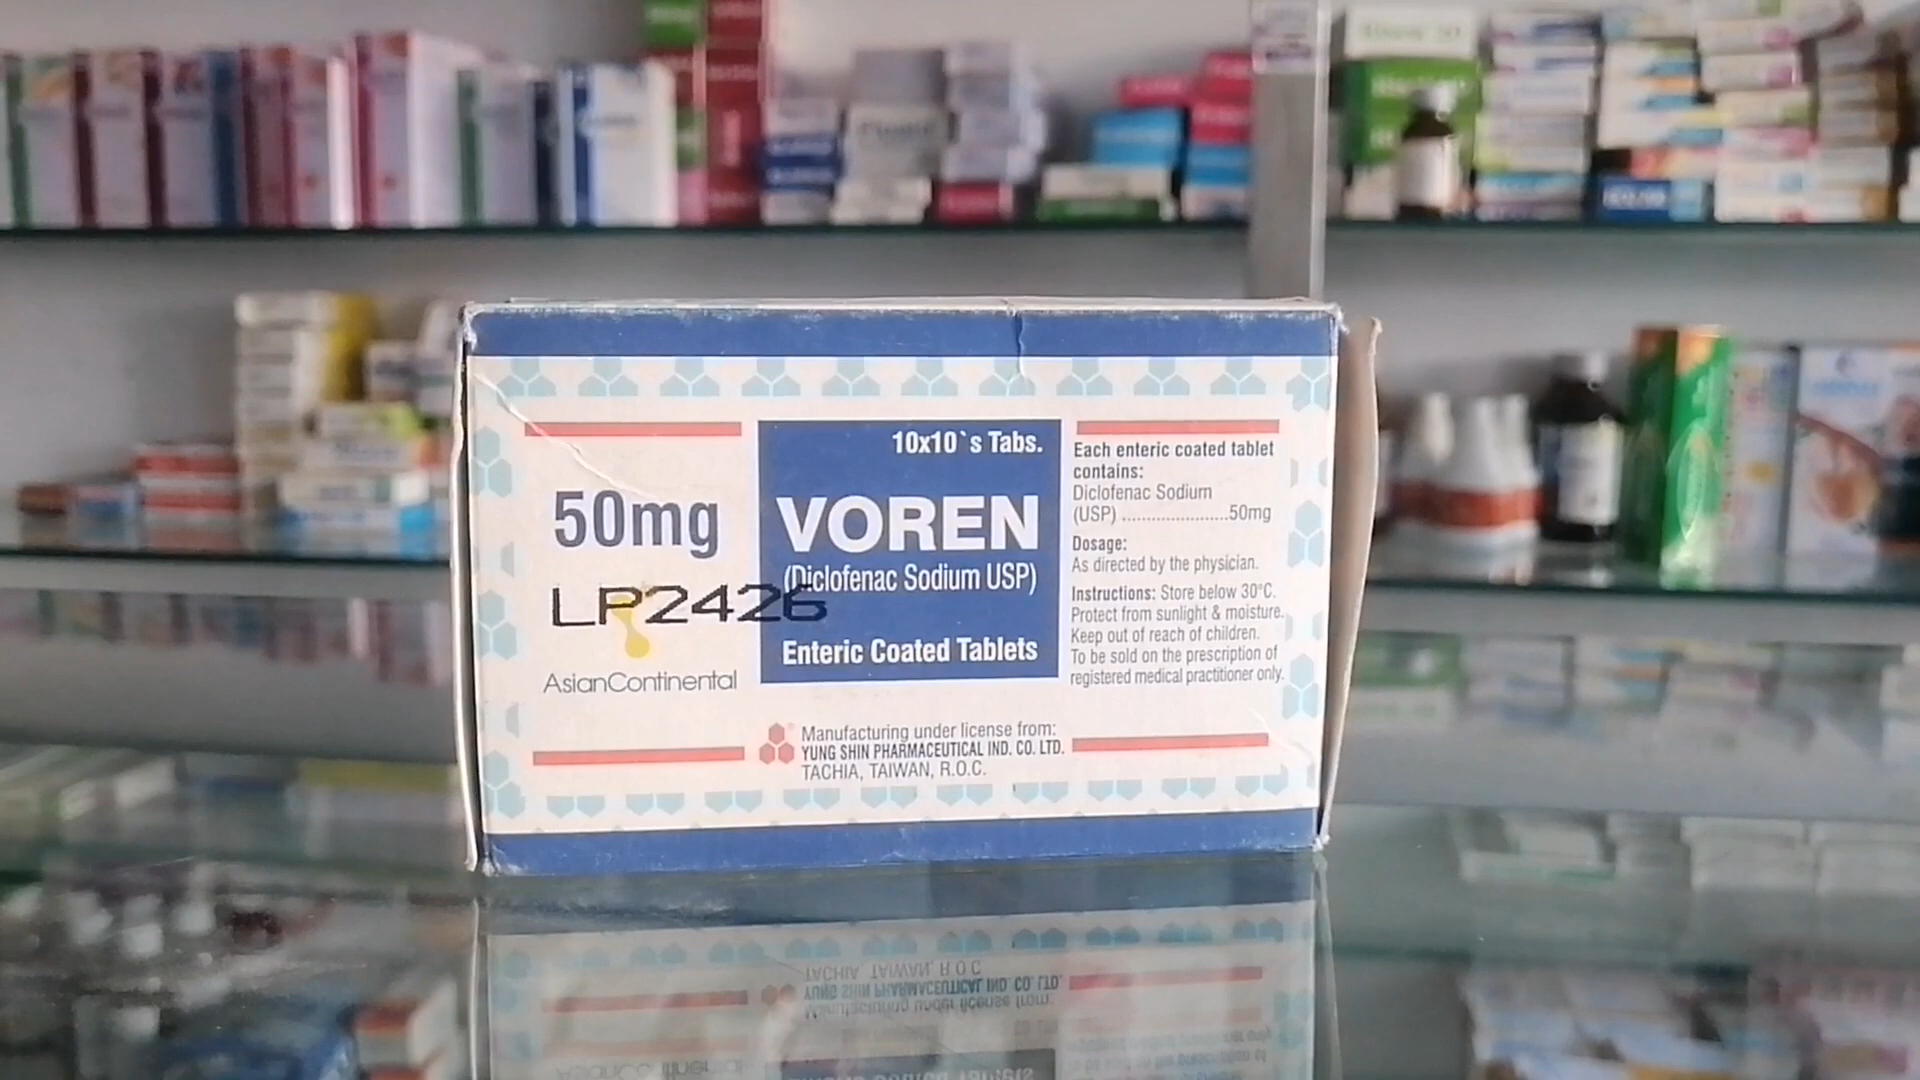 10x10`s Tabs.
50mg
VOREN
(Diclofenac Sodium USP)
LP2426
Enteric Coated Tablets
AsianContinental
Each enteric coated tablet
contains:
Diclofenac Sodium
(USP) ......................50mg
Dosage:
As directed by the physician.
Instructions: Store below 30°C.
Protect from sunlight & moisture.
Keep out of reach of children.
To be sold on the prescription of
registered medical practitioner only.
Manufacturing under license from:
YUNG SHIN PHARMACEUTICAL IND. CO. LTD.
TACHIA, TAIWAN, R.O.C.